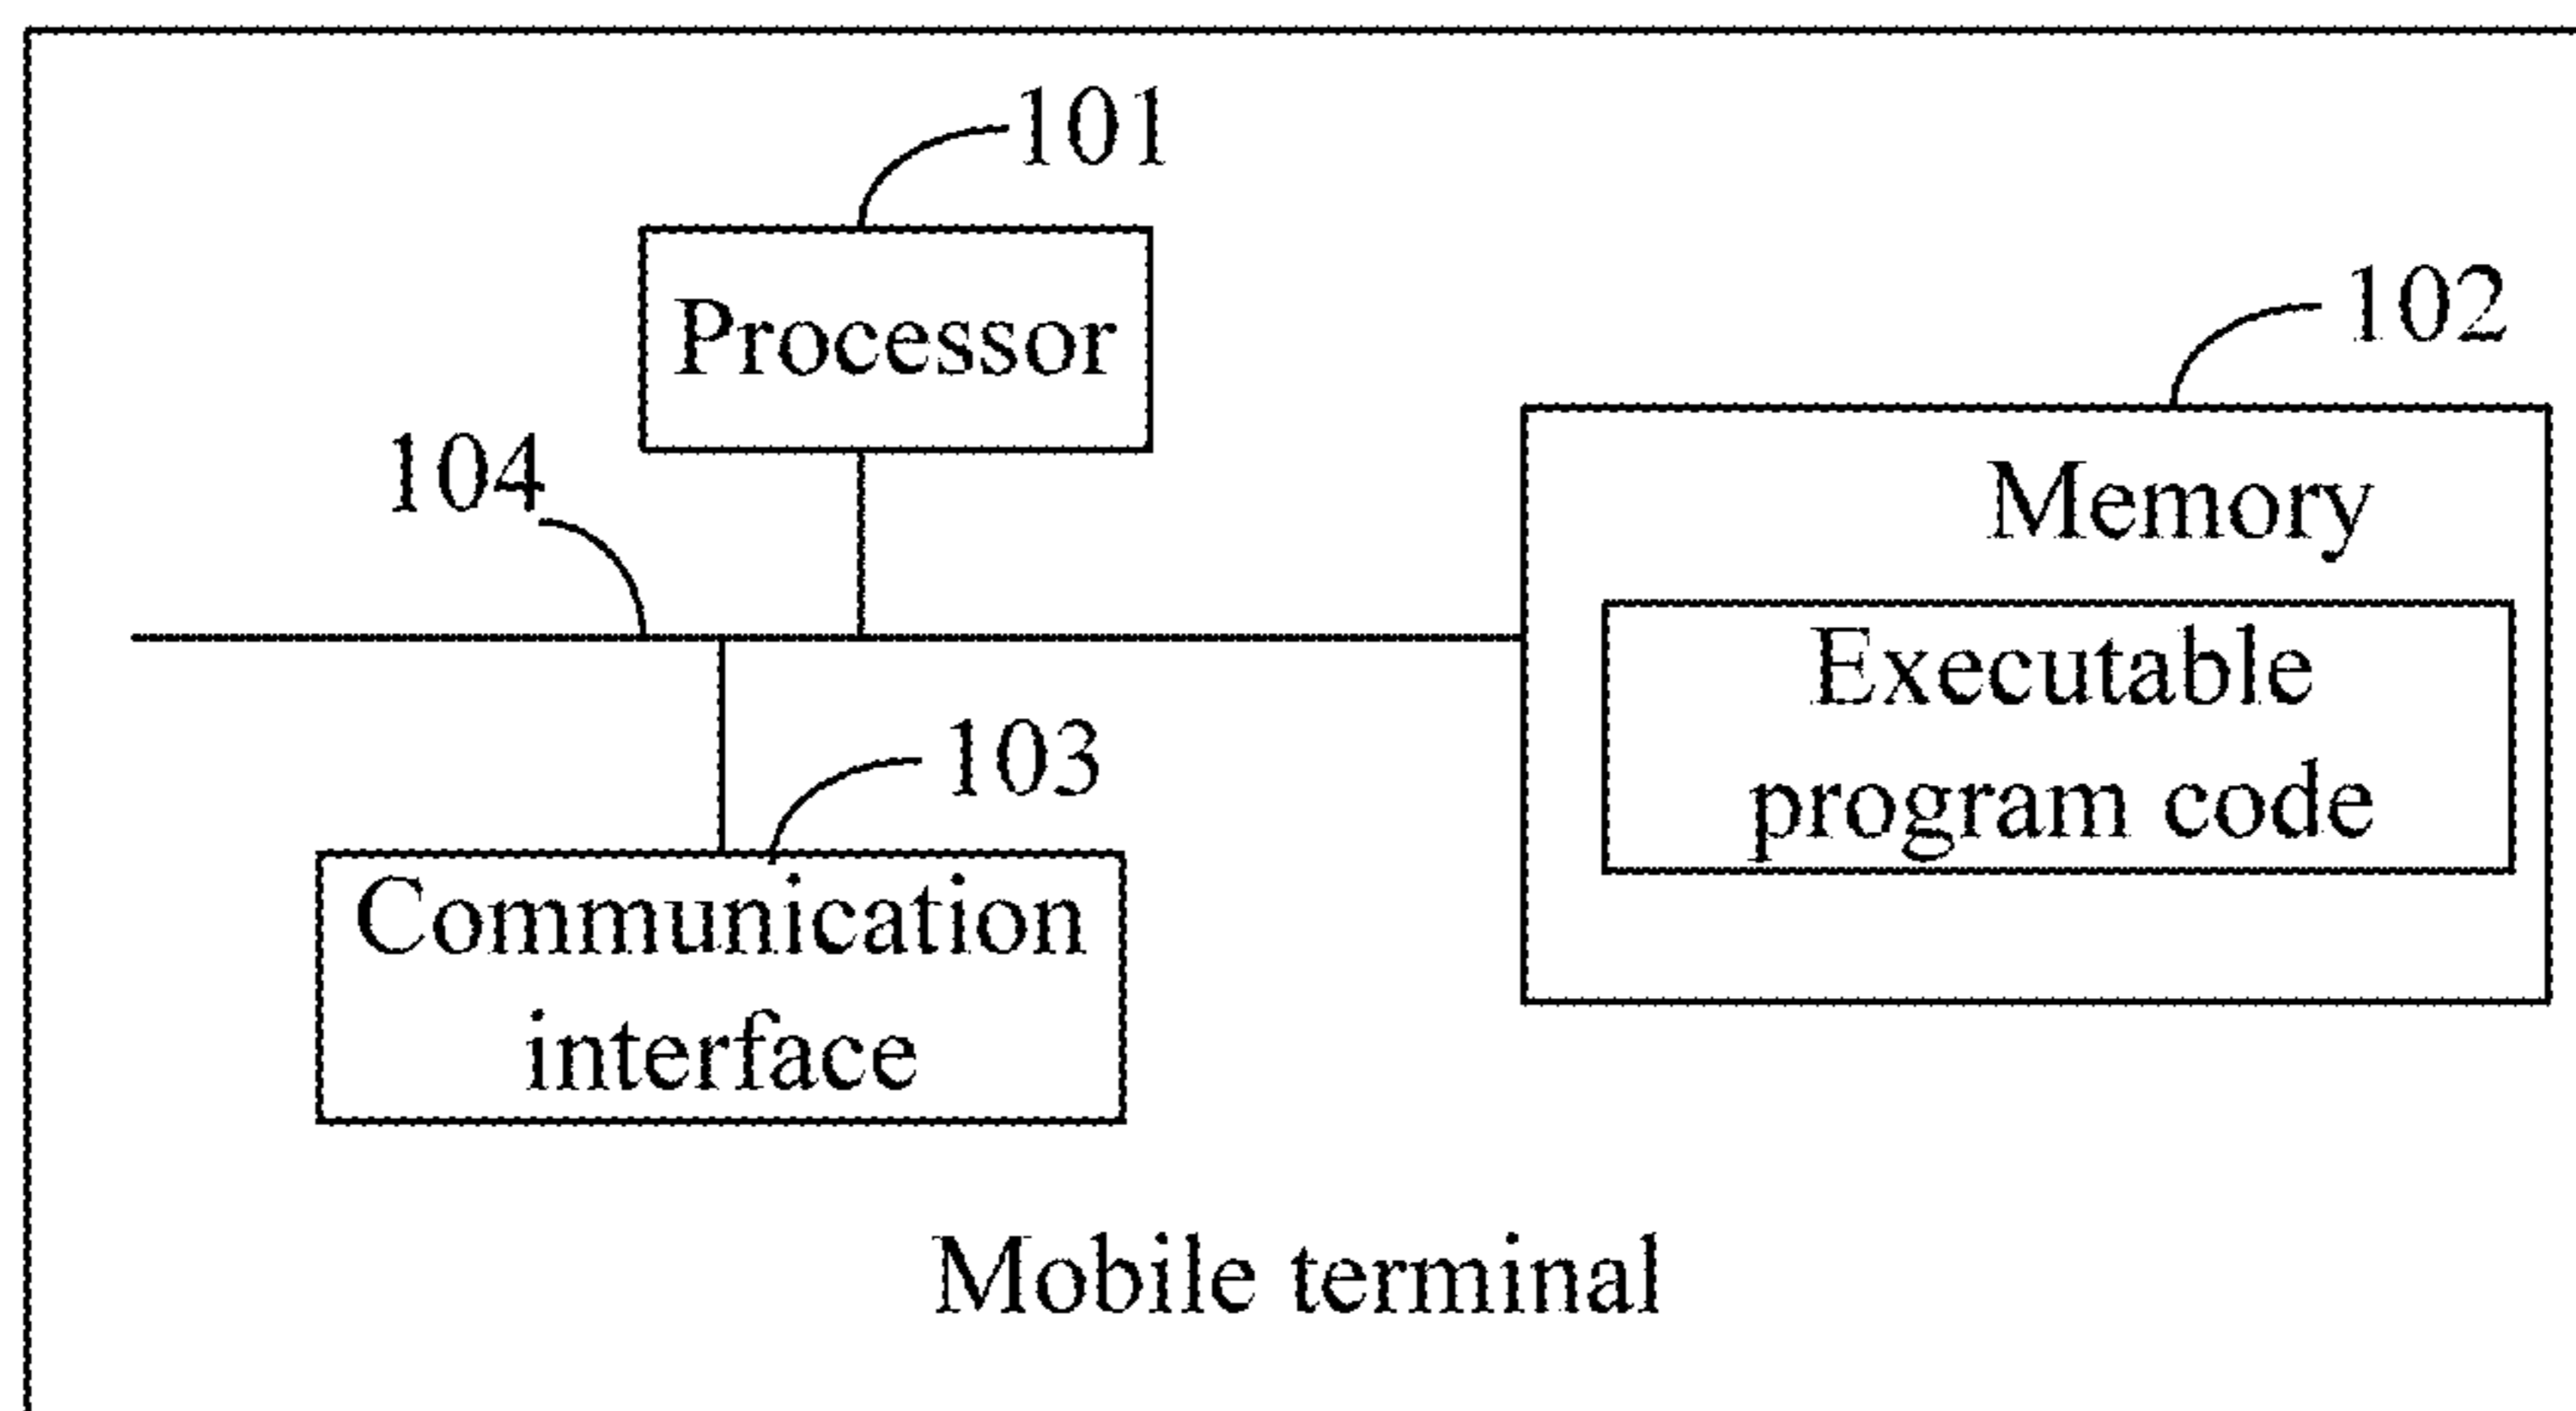 101
Processor
102
104
Memory
Executable
program code
103
Communication
interface
Mobile terminal